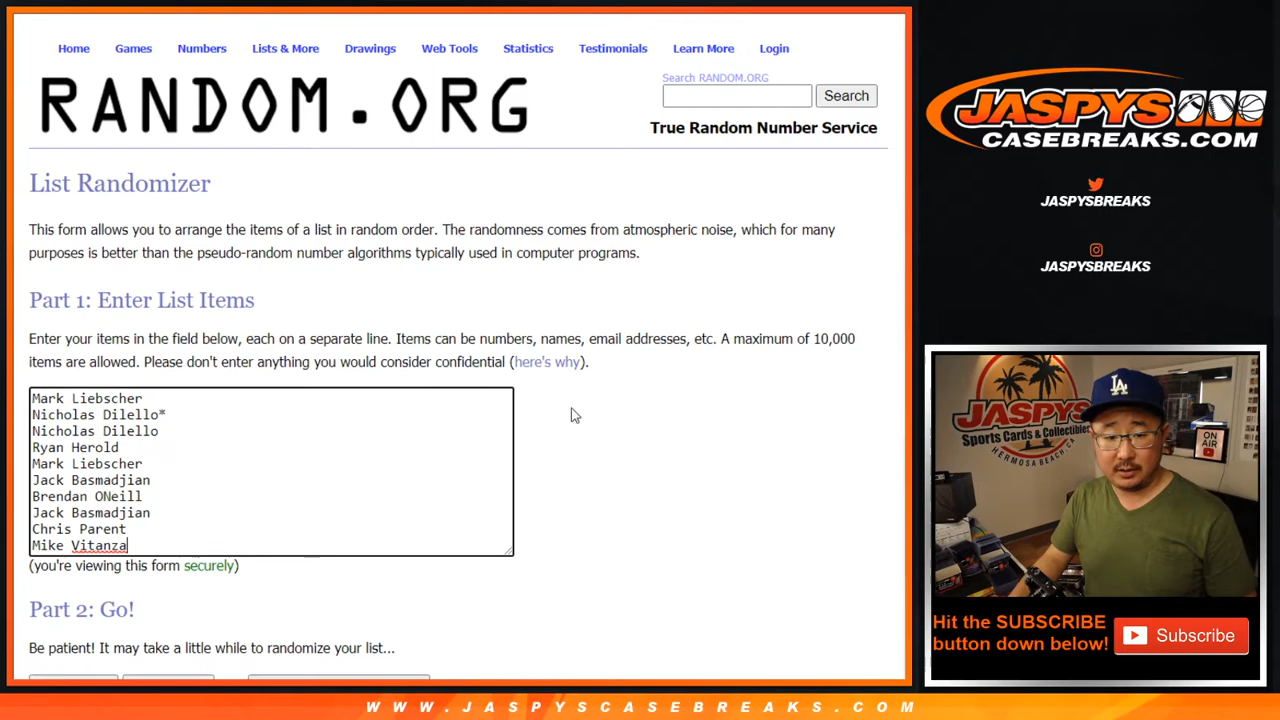 Home Games Numbers Lists & More Drawings Web Tools Statistics Testimonials Learn More Login
RANDOM.ORG
Search RANDOM.ORG
Search
True Random Number Service
List Randomizer
This form allows you to arrange the items of a list in random order. The randomness comes from atmospheric noise, which for many
purposes is better than the pseudo-random number algorithms typically used in computer programs.
Part 1: Enter List Items
Enter your items in the field below, each on a separate line. Items can be numbers, names, email addresses, etc. A maximum of 10,000
items are allowed. Please don't enter anything you would consider confidential (here's why).
Mark Liebscher
Nicholas Dilello*
Nicholas Dilello
Ryan Herold
Mark Liebscher
Jack Basmadjian
Brendan ONeill
Jack Basmadjian
Chris Parent
Mike Vitanza
(you're viewing this form securely)
Part 2: Go!
Be patient! It may take a little while to randomize your list...
JASPYS
CASEBREAKS.COM
JASPYSBREAKS
JASPYSBREAKS
JASPYS
Sports Cards & Collectibles
HERMOSA BEACH, CA
LA
ON
AIR
Hit the SUBSCRIBE
button down below!
Subscribe
WWW.JASPYSCASEBREAKS.COM